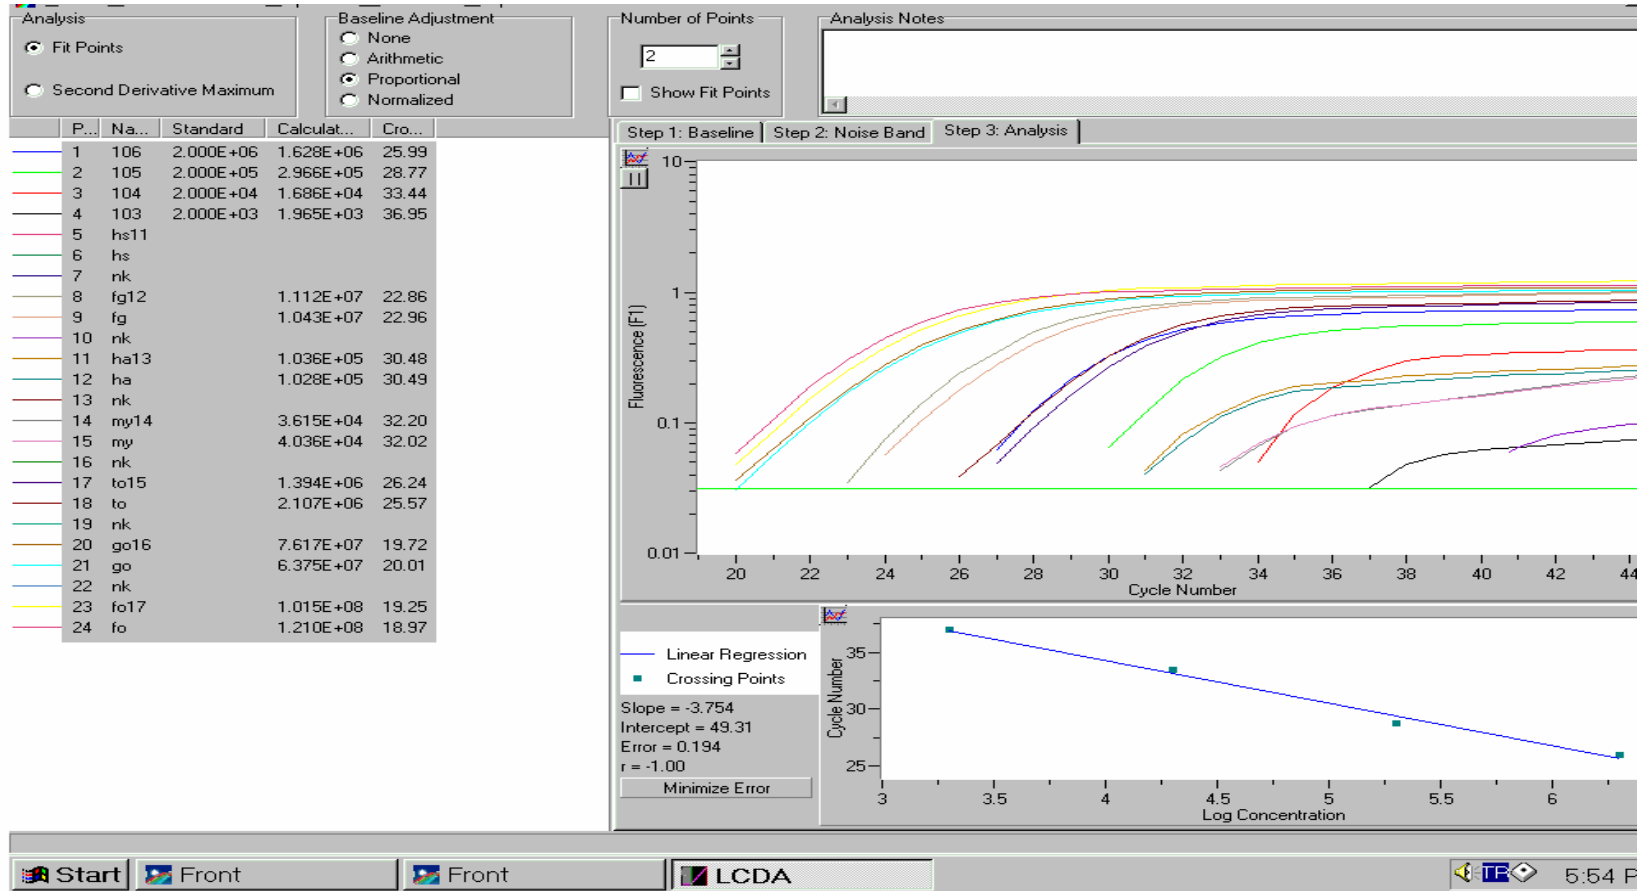 Analysis
Fit Points
Second Derivative Maximum
Baseline Adjustment
None
Arithmetic
Proportional
Normalized
Number of Points
2
Show Fit Points
Analysis Notes
P... Na... Standard Calculat... Cro...
1 106 2.000E+06 1.628E+06 25.99
2 105 2.000E+05 2.966E+05 28.77
3 104 2.000E+04 1.686E+04 33.44
4 103 2.000E+03 1.965E+03 36.95
5 hs11
6 hs
7 nk
8 fg12 1.112E+07 22.86
9 fg 1.043E+07 22.96
10 nk
11 ha13 1.036E+05 30.48
12 ha 1.028E+05 30.49
13 nk
14 my14 3.615E+04 32.20
15 my 4.036E+04 32.02
16 nk
17 to15 1.394E+06 26.24
18 to 2.107E+06 25.57
19 nk
20 go16 7.617E+07 19.72
21 go 6.375E+07 20.01
22 nk
23 fo17 1.015E+08 19.25
24 fo 1.210E+08 18.97
Step 1: Baseline Step 2: Noise Band Step 3: Analysis
10
1
0.1
0.01
Fluorescence (F1)
20 22 24 26 28 30 32 34 36 38 40 42 44
Cycle Number
Linear Regression
Crossing Points
Slope = -3.754
Intercept = 49.31
Error = 0.194
r = -1.00
Minimize Error
Cycle Number
35
30
25
3 3.5 4 4.5 5 5.5 6
Log Concentration
Start Front Front LCDA TR 5:54 P